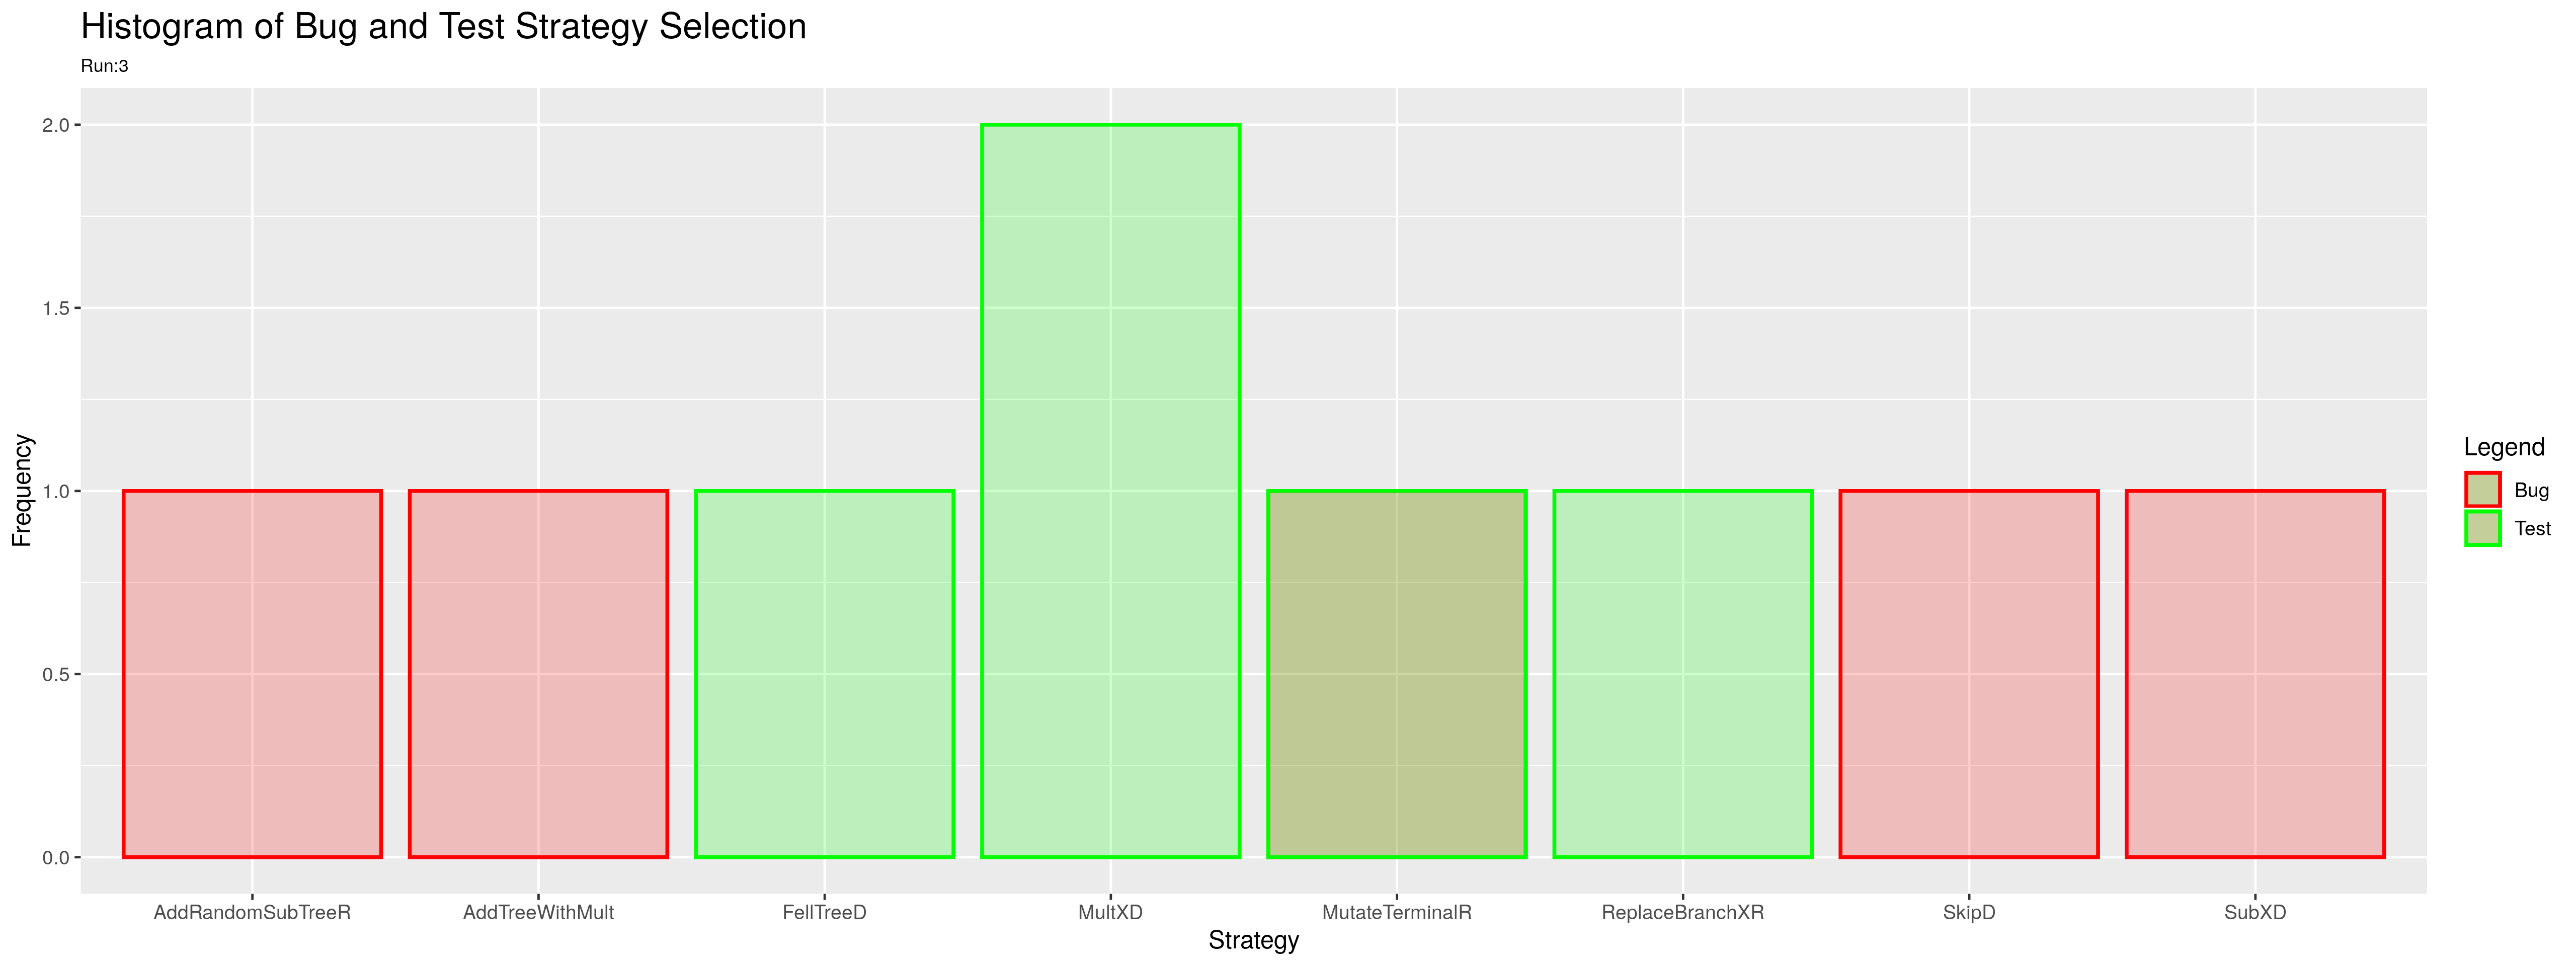 Histogram of Bug and Test Strategy Selection
Run:3
2.0
1.5
1.0
0.5
0.0
Frequency
AddRandomSubTreeR AddTreeWithMult FellTreeD MultXD MutateTerminalR ReplaceBranchXR SkipD SubXD
Strategy
Legend
Bug
Test